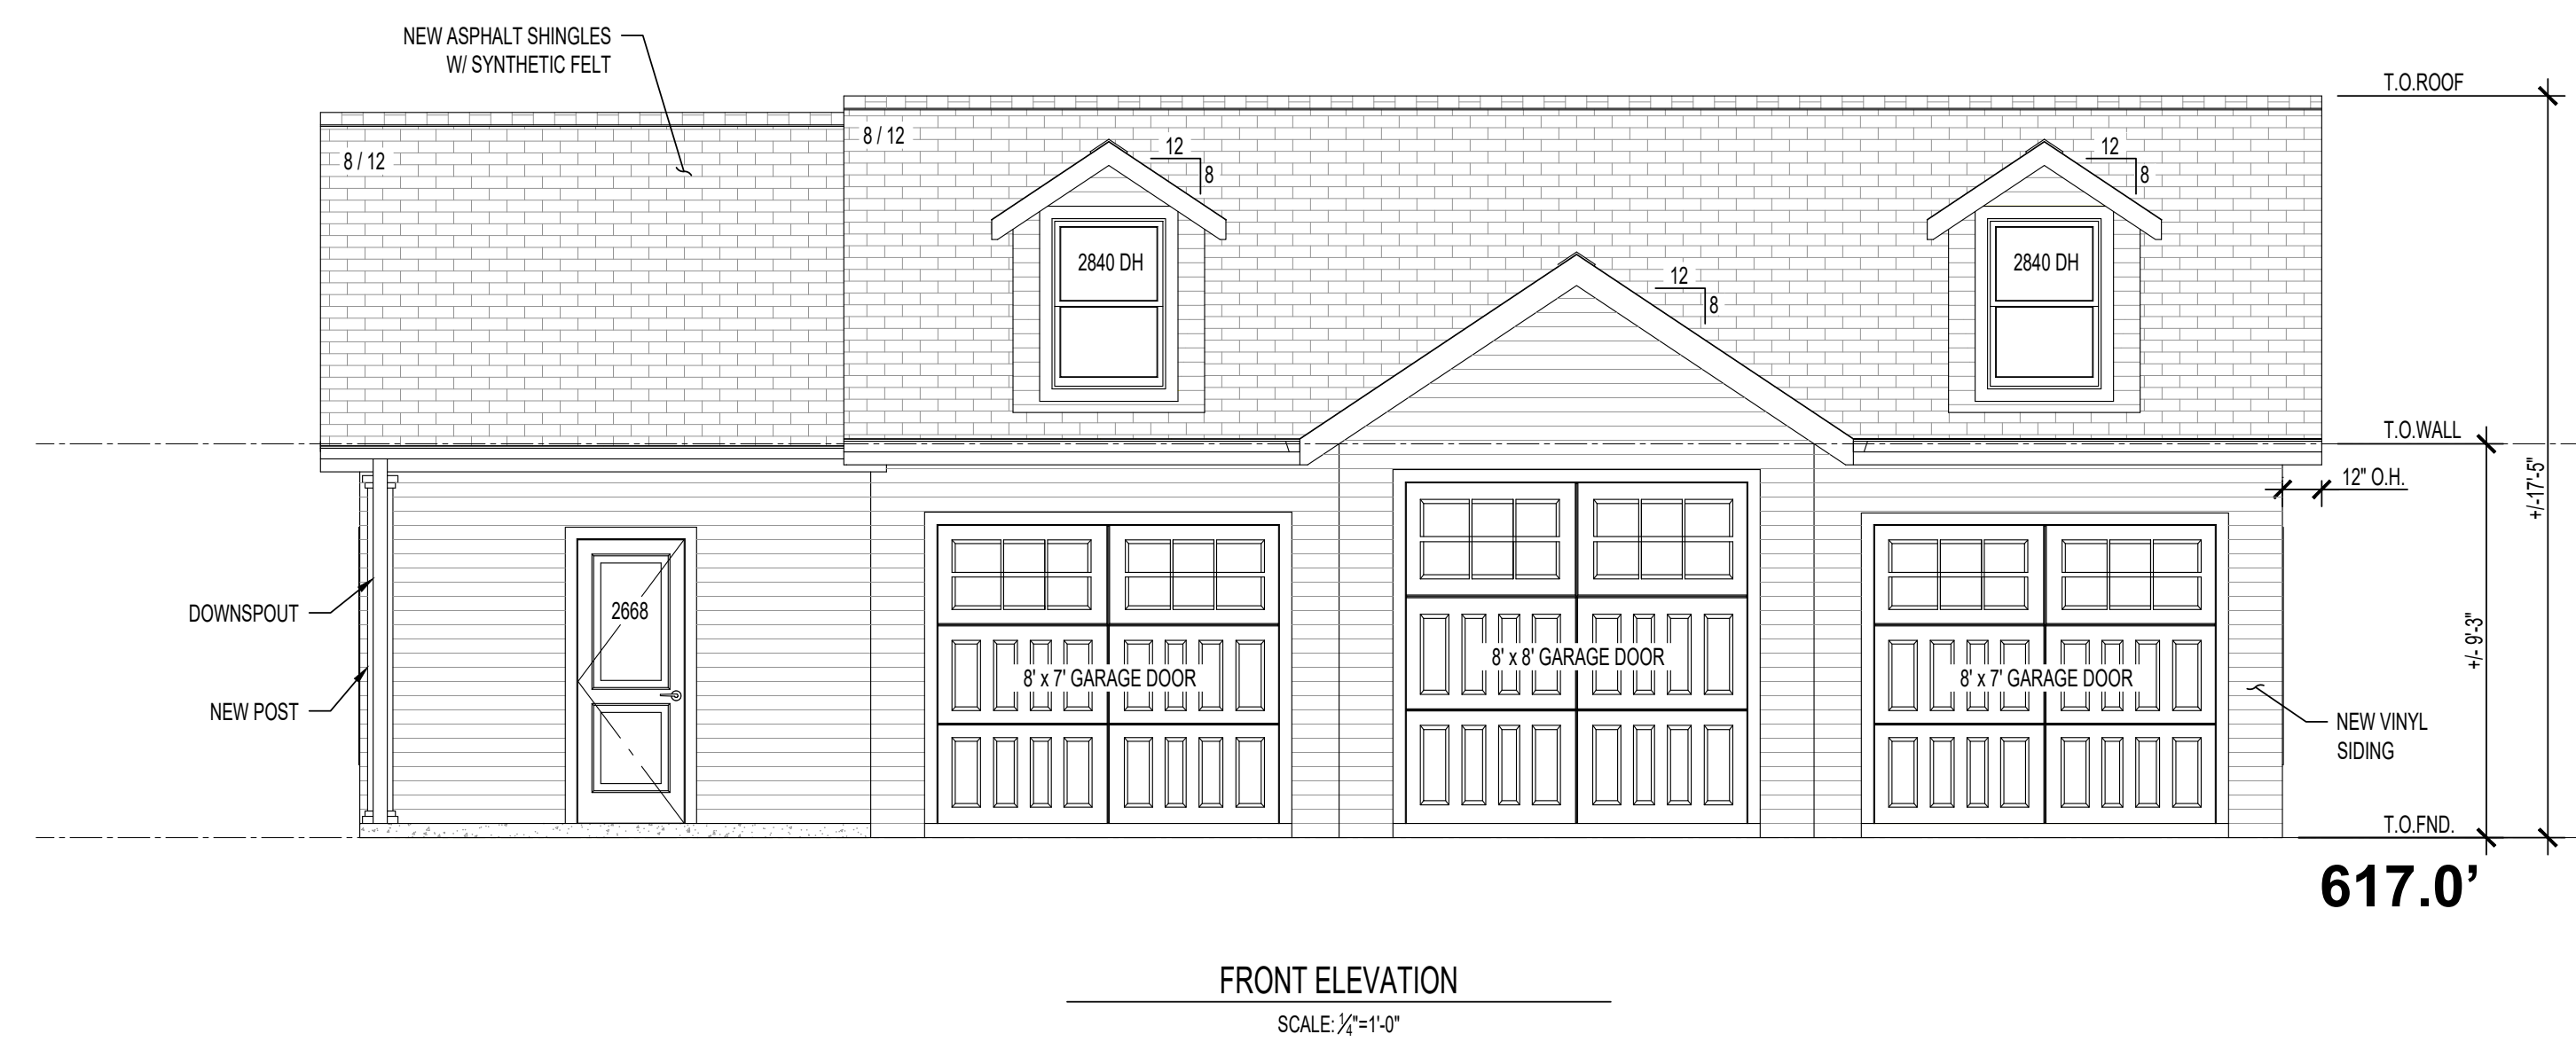 NEW ASPHALT SHINGLES
W/ SYNTHETIC FELT
T.O.ROOF
8 / 12
8 / 12
12
8
12
8
2840 DH
2840 DH
12
8
T.O.WALL
12" O.H.
+/-17'-5"
2668
DOWNSPOUT
+/- 9'-3"
8' x 8' GARAGE DOOR
8' x 7' GARAGE DOOR
8' x 7' GARAGE DOOR
NEW POST
NEW VINYL
SIDING
T.O.FND.
617.0’
FRONT ELEVATION
SCALE: 1/4"=1'-0"